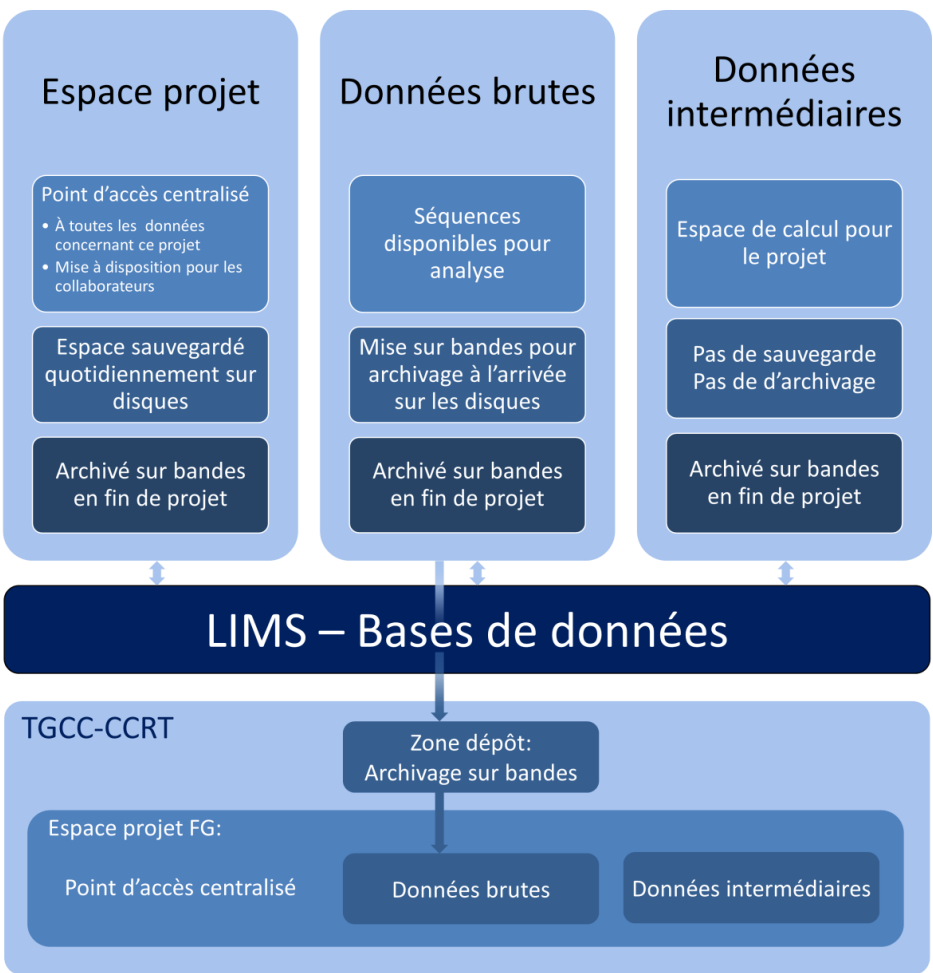 Espace projet
Point d'accès centralisé
• À toutes les données
concernant ce projet
• Mise à disposition pour les
collaborateurs
Espace sauvegardé
quotidiennement sur
disques
Archivé sur bandes
en fin de projet
Données brutes
Séquences
disponibles pour
analyse
Mise sur bandes pour
archivage à l'arrivée
sur les disques
Archivé sur bandes
en fin de projet
Données
intermédiaires
Espace de calcul pour
le projet
Pas de sauvegarde
Pas de d'archivage
Archivé sur bandes
en fin de projet
LIMS – Bases de données
TGCC-CCRT
Zone dépôt:
Archivage sur bandes
Espace projet FG:
Point d'accès centralisé
Données brutes
Données intermédiaires